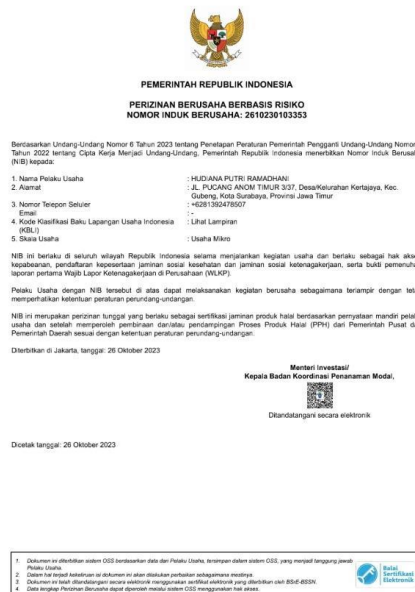 PEMERINTAH REPUBLIK INDONESIA
PERIZINAN BERUSAHA BERBASIS RISIKO
NOMOR INDUK BERUSAHA: 2610230103353
Berdasarkan Undang-Undang Nomor 6 Tahun 2023 tentang Penetapan Peraturan Pemerintah Pengganti Undang-Undang Nomor
Tahun 2022 tentang Cipta Kerja Menjadi Undang-Undang, Pemerintah Republik Indonesia menerbitkan Nomor Induk Berusa
(NIB) kepada:
1. Nama Pelaku Usaha : HUDIANA PUTRI RAMADHANI
2. Alamat : JL. PUCANG ANOM TIMUR 3/37, Desa/Kelurahan Kertajaya, Kec.
Gubeng, Kota Surabaya, Provinsi Jawa Timur
3. Nomor Telepon Seluler : +6281392478507
Email : -
4. Kode Klasifikasi Baku Lapangan Usaha Indonesia : Lihat Lampiran
(KBLI)
5. Skala Usaha : Usaha Mikro
NIB ini berlaku di seluruh wilayah Republik Indonesia selama menjalankan kegiatan usaha dan berlaku sebagai hak akse
kepabeanan, pendaftaran kepesertaan jaminan sosial kesehatan dan jaminan sosial ketenagakerjaan, serta bukti pemenuha
laporan pertama Wajib Lapor Ketenagakerjaan di Perusahaan (WLKP).
Pelaku Usaha dengan NIB tersebut di atas dapat melaksanakan kegiatan berusaha sebagaimana terlampir dengan tet
memperhatikan ketentuan peraturan perundang-undangan.
NIB ini merupakan perizinan tunggal yang berlaku sebagai sertifikasi jaminan produk halal berdasarkan pernyataan mandiri pelak
usaha dan setelah memperoleh pembinaan dan/atau pendampingan Proses Produk Halal (PPH) dari Pemerintah Pusat da
Pemerintah Daerah sesuai dengan ketentuan peraturan perundang-undangan.
Diterbitkan di Jakarta, tanggal: 26 Oktober 2023
Menteri Investasi/
Kepala Badan Koordinasi Penanaman Modal,
Ditandatangani secara elektronik
Dicetak tanggal: 26 Oktober 2023
1. Dokumen ini diterbitkan sistem OSS berdasarkan data dari Pelaku Usaha, tersimpan dalam sistem OSS, yang menjadi tanggung jawab
Pelaku Usaha.
2. Dalam hal terjadi kekeliruan isi dokumen ini akan dilakukan perbaikan sebagaimana mestinya.
3. Dokumen ini telah ditandatangani secara elektronik menggunakan sertifikat elektronik yang diterbitkan oleh BSrE-BSSN.
4. Data lengkap Perizinan Berusaha dapat diperoleh melalui sistem OSS menggunakan hak akses.
Balai
Sertifikasi
Elektronik